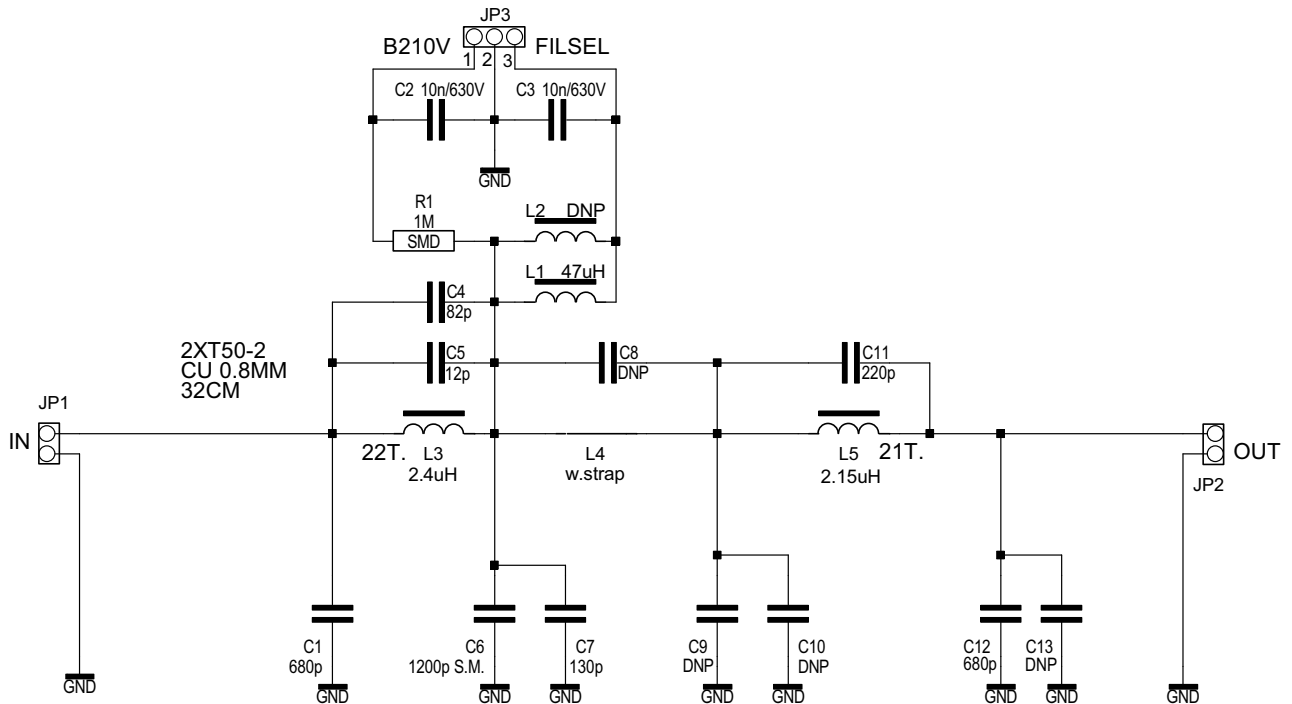 JP3
B210V
FILSEL
1 2 3
C2 10n/630V
C3 10n/630V
GND
R1
1M
SMD
L2 DNP
L1 47uH
C4
82p
2XT50-2
CU 0.8MM
32CM
C5
12p
C8
DNP
C11
220p
JP1
IN
22T.
L3
2.4uH
L4
w.strap
L5
2.15uH
21T.
OUT
JP2
C1
680p
C6
1200p S.M.
C7
130p
C9
DNP
C10
DNP
C12
680p
C13
DNP
GND
GND
GND
GND
GND
GND
GND
GND
GND